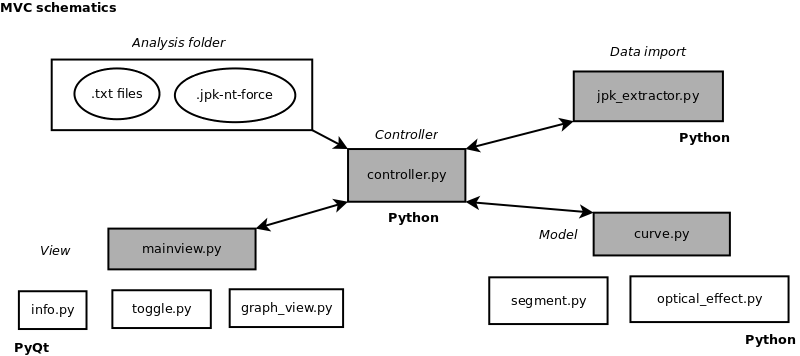 MVC schematics
Analysis folder
.txt files
.jpk-nt-force
Data import
jpk_extractor.py
Python
Controller
controller.py
Python
View
mainview.py
info.py
toggle.py
graph_view.py
PyQt
Model
curve.py
segment.py
optical_effect.py
Python